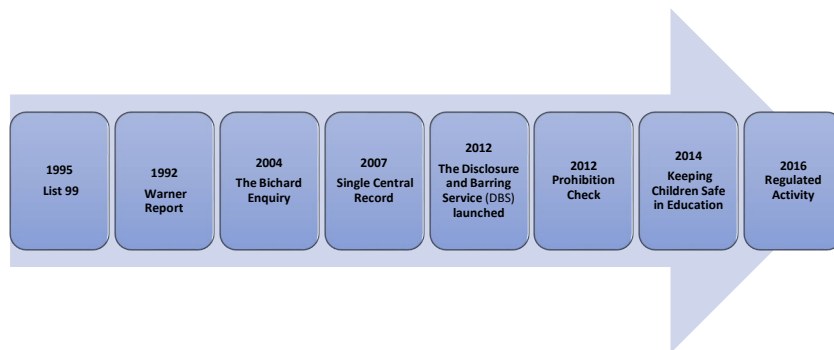 1995
List 99
1992
Warner
Report
2004
The Bichard
Enquiry
2007
Single Central
Record
2012
The Disclosure
and Barring
Service (DBS)
launched
2012
Prohibition
Check
2014
Keeping
Children Safe
in Education
2016
Regulated
Activity